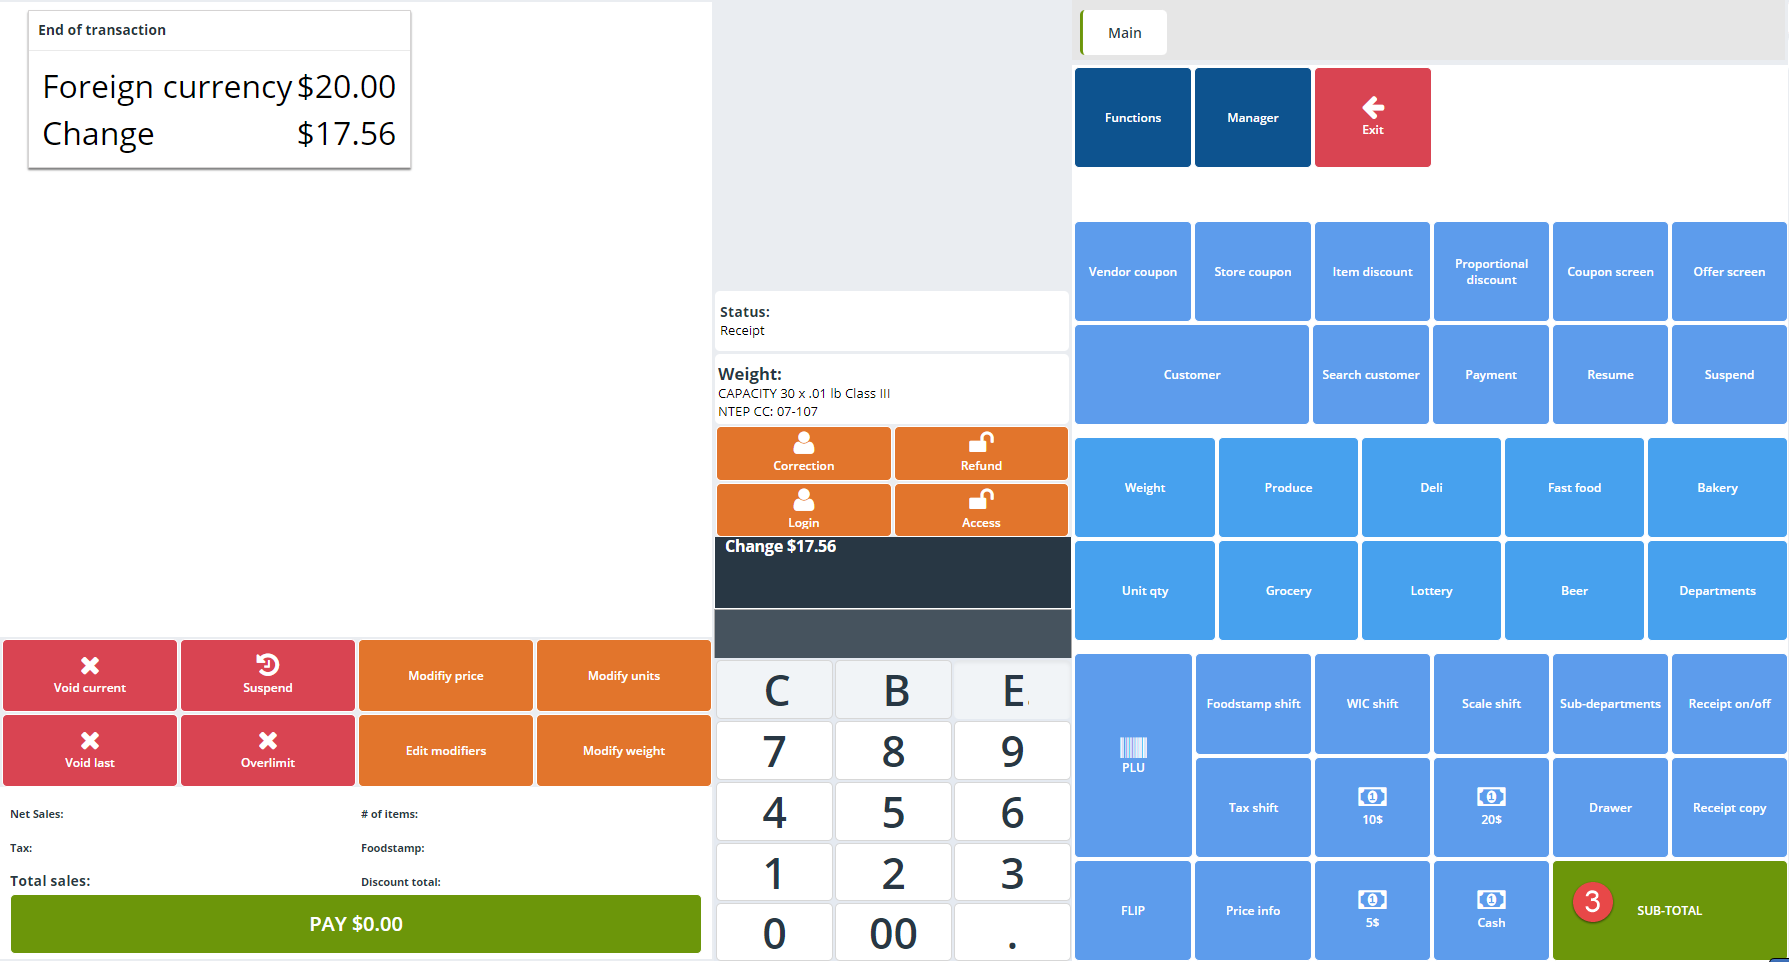 End of transaction
Foreign currency $20.00
Change $17.56
Void current
Suspend
Modifiy price
Modify units
Void last
Overlimit
Edit modifiers
Modify weight
Net Sales:
# of items:
Tax:
Foodstamp:
Total sales:
Discount total:
PAY $0.00
Status:
Receipt
Weight:
CAPACITY 30 x .01 lb Class III
NTEP CC: 07-107
Correction
Refund
Login
Access
Change $17.56
C B E.
7 8 9
4 5 6
1 2 3
0 00 .
Main
Functions
Manager
Exit
Vendor coupon
Store coupon
Item discount
Proportional
discount
Coupon screen
Offer screen
Customer
Search customer
Payment
Resume
Suspend
Weight
Produce
Deli
Fast food
Bakery
Unit qty
Grocery
Lottery
Beer
Departments
PLU
Foodstamp shift
WIC shift
Scale shift
Sub-departments
Receipt on/off
Tax shift
1
10$
1
20$
Drawer
Receipt copy
FLIP
Price info
1
5$
1
Cash
3
SUB-TOTAL